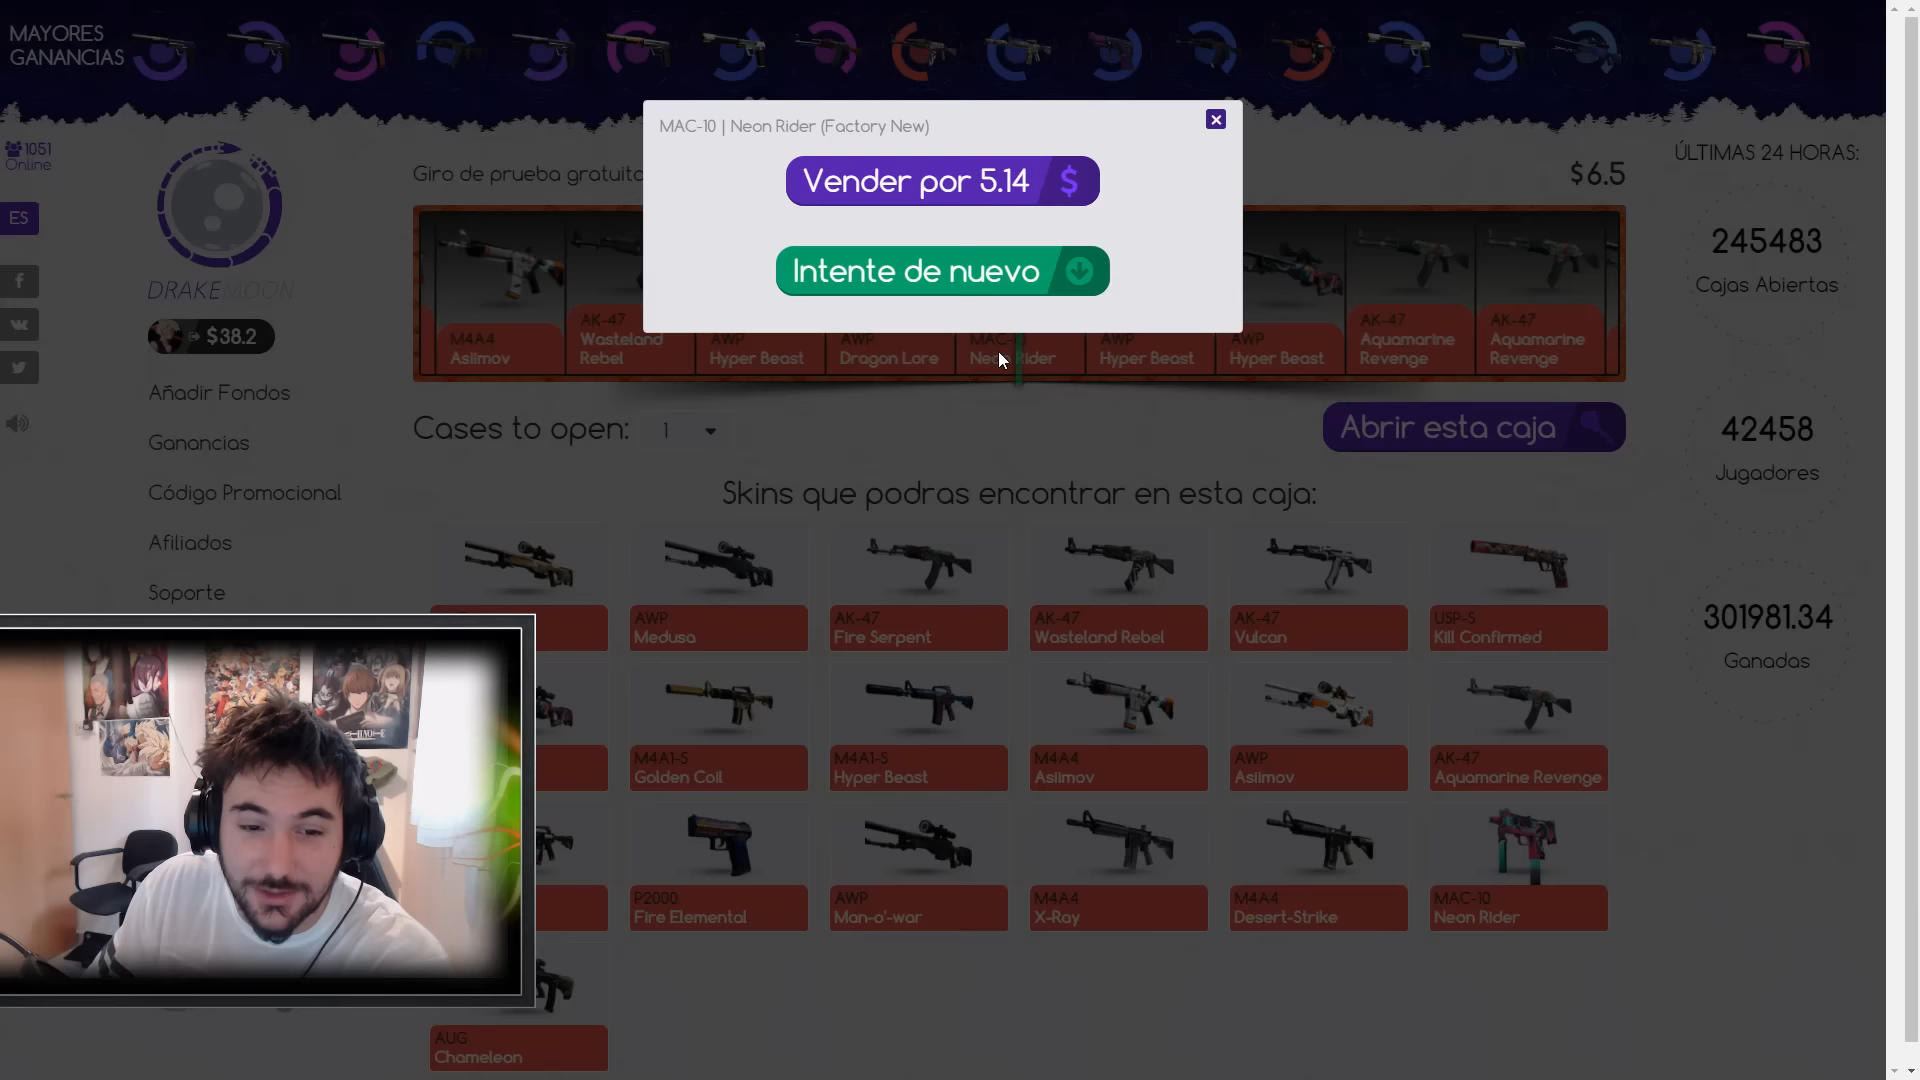 MAYORES
GANANCIAS
1051
Online
ES
DRAKEMOON
$38.2
Añadir Fondos
Ganancias
Código Promocional
Afiliados
Soporte
Giro de prueba gratuito
$6.5
MAC-10 | Neon Rider (Factory New)
Vender por 5.14 $
Intente de nuevo
M4A4
Asiimov
AK-47
Wasteland
Rebel
AWP
Hyper Beast
AWP
Dragon Lore
MAC-10
Neon Rider
AWP
Hyper Beast
AWP
Hyper Beast
AK-47
Aquamarine
Revenge
AK-47
Aquamarine
Revenge
Cases to open: 1
Abrir esta caja
Skins que podras encontrar en esta caja:
AWP
Medusa
AK-47
Fire Serpent
AK-47
Wasteland Rebel
AK-47
Vulcan
USP-S
Kill Confirmed
M4A1-S
Golden Coil
M4A1-S
Hyper Beast
M4A4
Asiimov
AWP
Asiimov
AK-47
Aquamarine Revenge
P2000
Fire Elemental
AWP
Man-o'-war
M4A4
X-Ray
M4A4
Desert-Strike
MAC-10
Neon Rider
AUG
Chameleon
ÚLTIMAS 24 HORAS:
245483
Cajas Abiertas
42458
Jugadores
301981.34
Ganadas